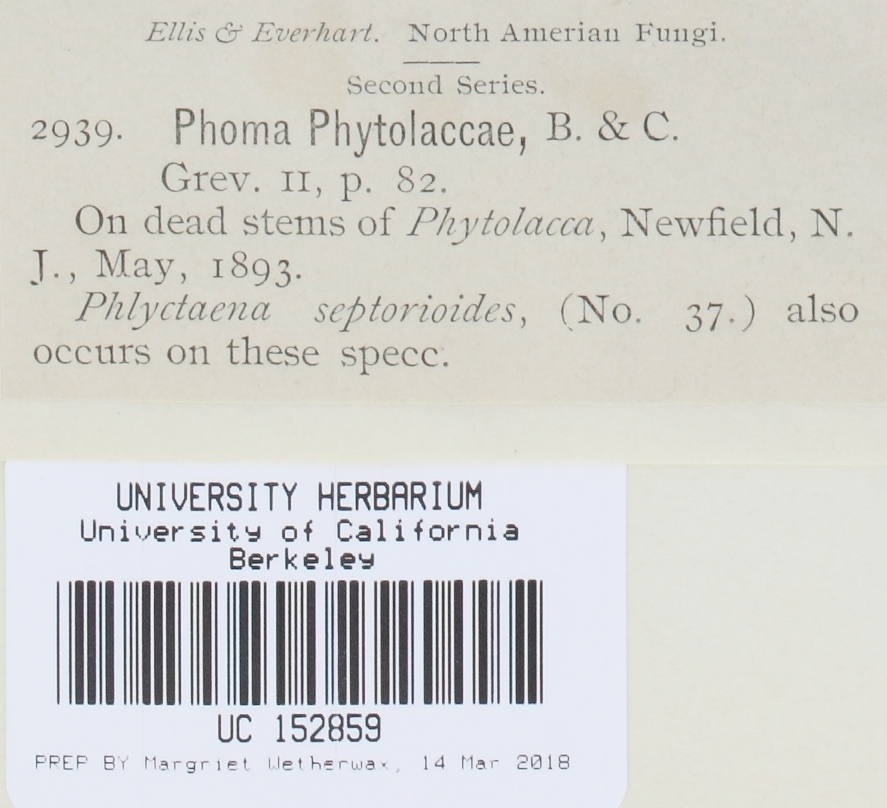 Ellis & Everhart. North Amerian Fungi.
Second Series.
2939. Phoma Phytolaccae, B. & C.
Grev. II, p. 82.
On dead stems of Phytolacca, Newfield, N.
J., May, 1893.
Phlyctaena septorioides, (No. 37.) also
occurs on these specc.
UNIVERSITY HERBARIUM
University of California
Berkeley
UC 152859
PREP BY Margriet Wetherwax, 14 Mar 2018